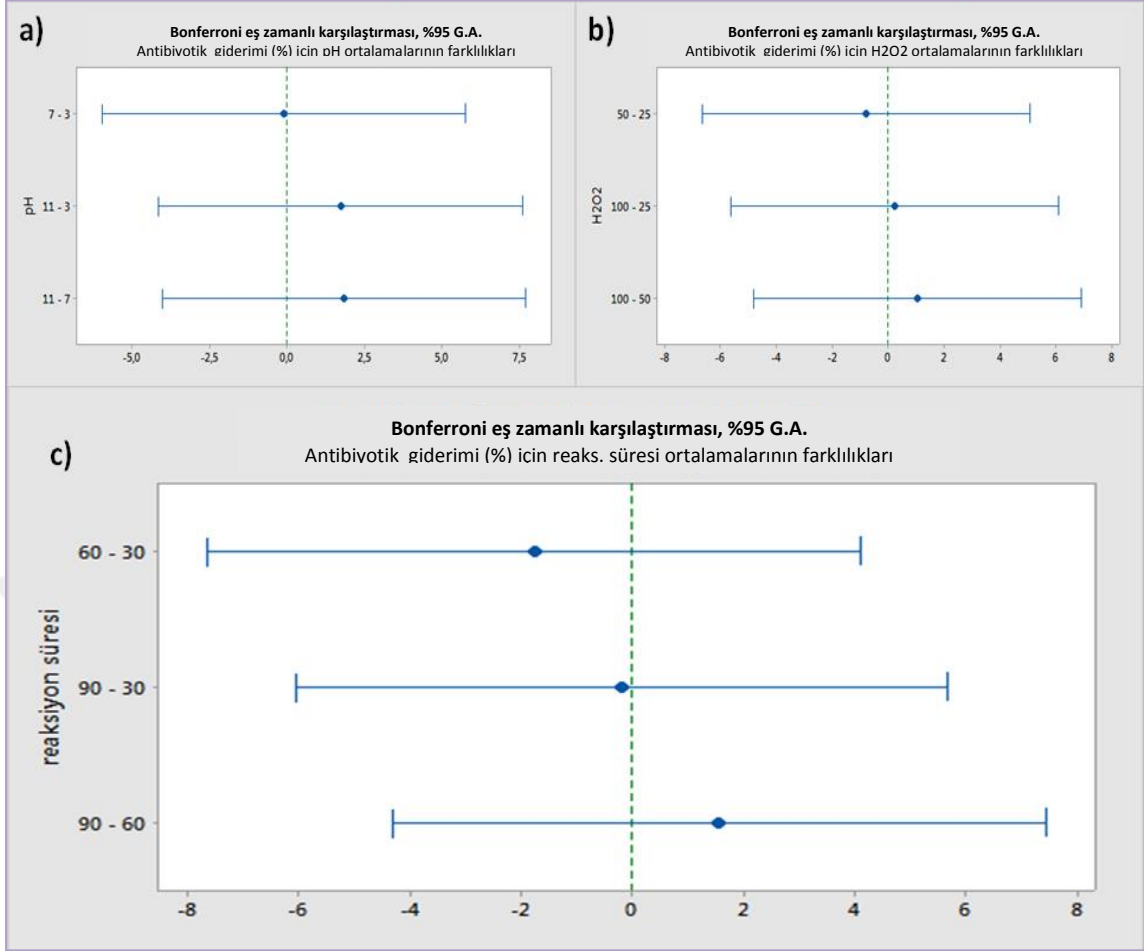 a)
Bonferroni eş zamanlı karşılaştırması, %95 G.A.
Antibiyotik giderimi (%) için pH ortalamalarının farklılıkları
pH
7 - 3
11 - 3
11 - 7
-5,0 -2,5 0,0 2,5 5,0 7,5
b)
Bonferroni eş zamanlı karşılaştırması, %95 G.A.
Antibiyotik giderimi (%) için H2O2 ortalamalarının farklılıkları
H2O2
50 - 25
100 - 25
100 - 50
-8 -6 -4 -2 0 2 4 6 8
c)
Bonferroni eş zamanlı karşılaştırması, %95 G.A.
Antibiyotik giderimi (%) için reaks. süresi ortalamalarının farklılıkları
reaksiyon süresi
60 - 30
90 - 30
90 - 60
-8 -6 -4 -2 0 2 4 6 8